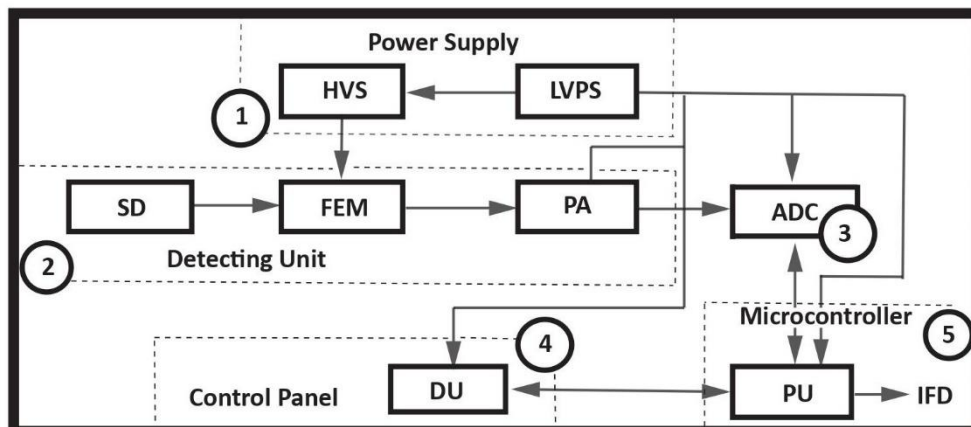 Power Supply
HVS
LVPS
1
SD
FEM
PA
ADC
3
2
Detecting Unit
4
Microcontroller
5
Control Panel
DU
PU
IFD